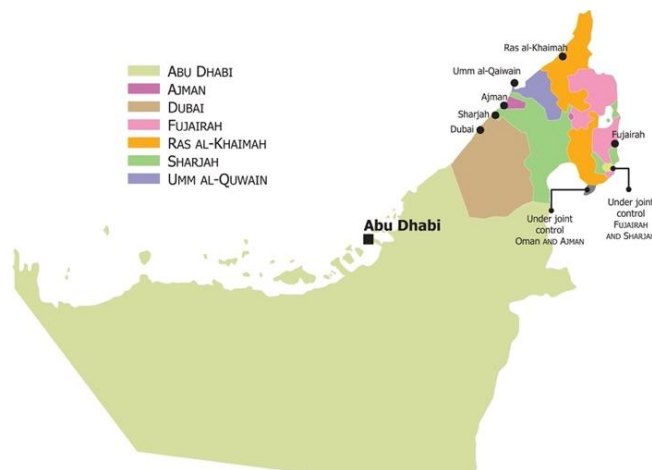 Ras al-Khaimah
Umm al-Qaiwain
ABU DHABI
AJMAN
DUBAI
FUJAIRAH
RAS AL-KHAIMAH
SHARJAH
UMM AL-QUWAIN
Ajman
Sharjah
Dubai
Fujairah
Abu Dhabi
Under joint
control
OMAN AND AJMAN
Under joint
control
FUJAIRAH
AND SHARJAH